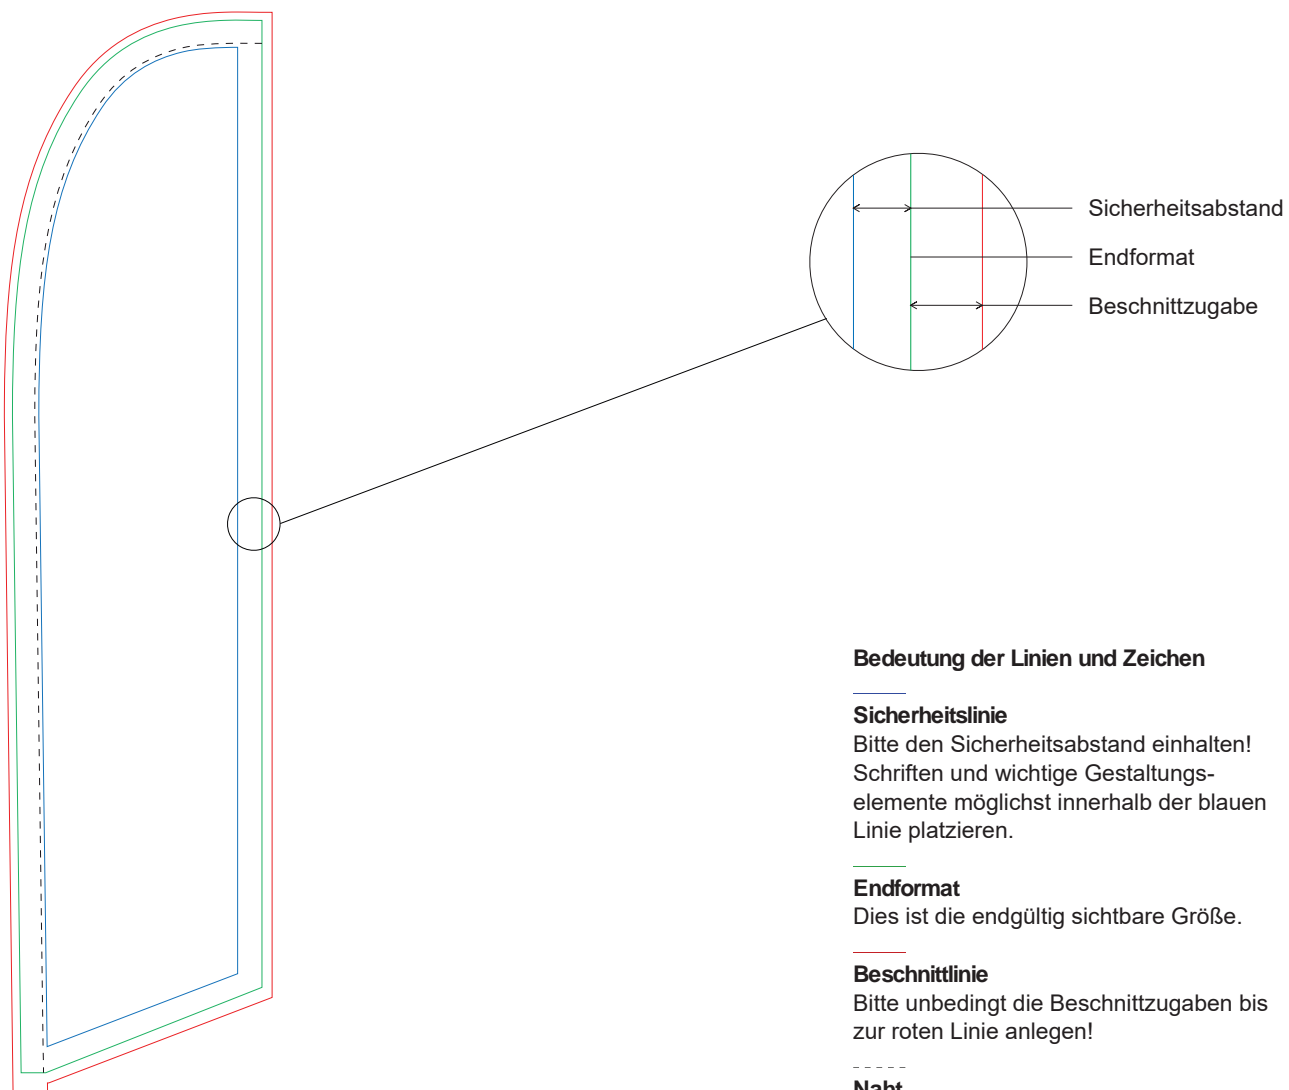 Sicherheitsabstand
Endformat
Beschnittzugabe
Bedeutung der Linien und Zeichen
Sicherheitslinie
Bitte den Sicherheitsabstand einhalten!
Schriften und wichtige Gestaltungs-
elemente möglichst innerhalb der blauen
Linie platzieren.
Endformat
Dies ist die endgültig sichtbare Größe.
Beschnittlinie
Bitte unbedingt die Beschnittzugaben bis
zur roten Linie anlegen!
Naht